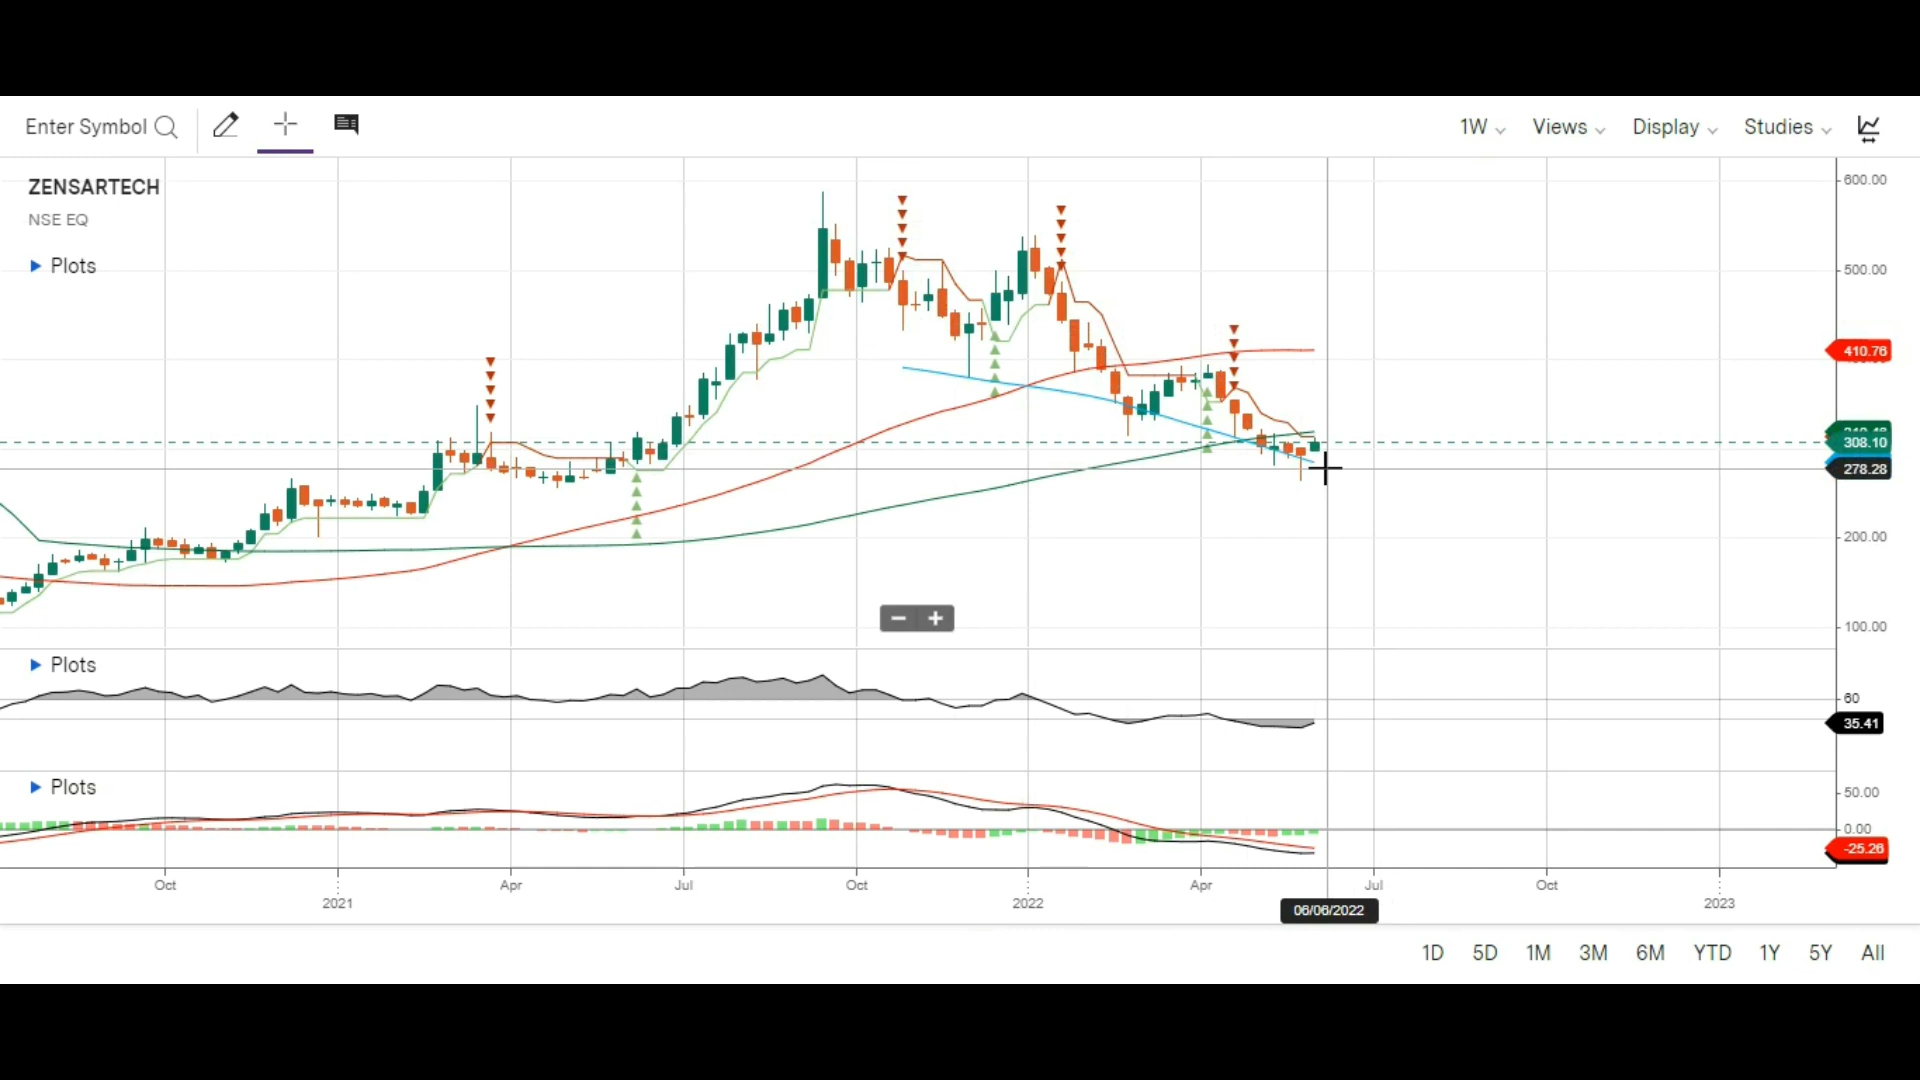 Enter Symbol
1W
Views
Display
Studies
ZENSARTECH
NSE EQ
Plots
600.00
500.00
410.76
308.10
278.28
200.00
100.00
Plots
60
35.41
Plots
50.00
0.00
-25.26
Oct
Apr
Jul
Oct
Apr
Jul
Oct
2021
2022
2023
06/06/2022
1D
5D
1M
3M
6M
YTD
1Y
5Y
All